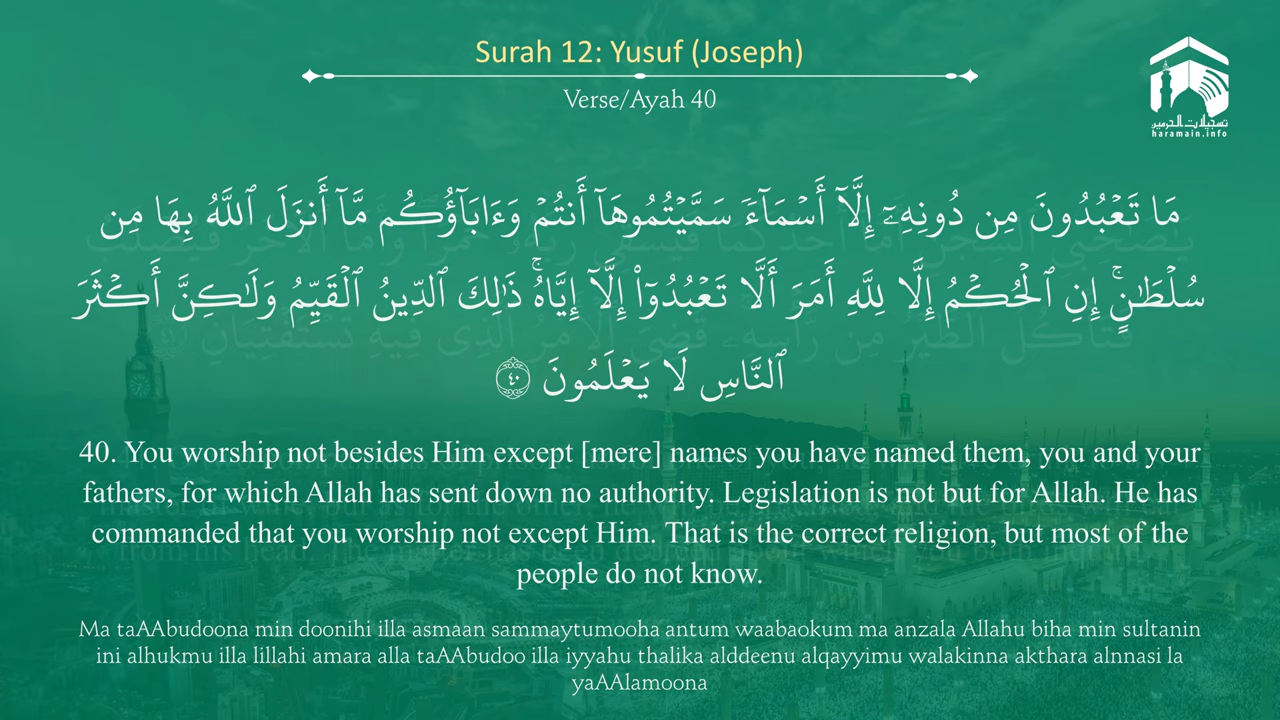 Surah 12: Yusuf (Joseph)
Verse/Ayah 40
تسجيلات الحرمين
haramain.info
مَا تَعْبُدُونَ مِن دُونِهِۦٓ إِلَّآ أَسْمَآءً سَمَّيْتُمُوهَآ أَنتُمْ وَءَابَآؤُكُم مَّآ أَنزَلَ ٱللَّهُ بِهَا مِن
سُلْطَٰنٍ ۚ إِنِ ٱلْحُكْمُ إِلَّا لِلَّهِ أَمَرَ أَلَّا تَعْبُدُوٓا۟ إِلَّآ إِيَّاهُ ۚ ذَٰلِكَ ٱلدِّينُ ٱلْقَيِّمُ وَلَٰكِنَّ أَكْثَرَ
ٱلنَّاسِ لَا يَعْلَمُونَ ٤٠
40. You worship not besides Him except [mere] names you have named them, you and your
fathers, for which Allah has sent down no authority. Legislation is not but for Allah. He has
commanded that you worship not except Him. That is the correct religion, but most of the
people do not know.
Ma taAAbudoona min doonihi illa asmaan sammaytumooha antum waabaokum ma anzala Allahu biha min sultanin
ini alhukmu illa lillahi amara alla taAAbudoo illa iyyahu thalika alddeenu alqayyimu walakinna akthara alnnasi la
yaAAlamoona